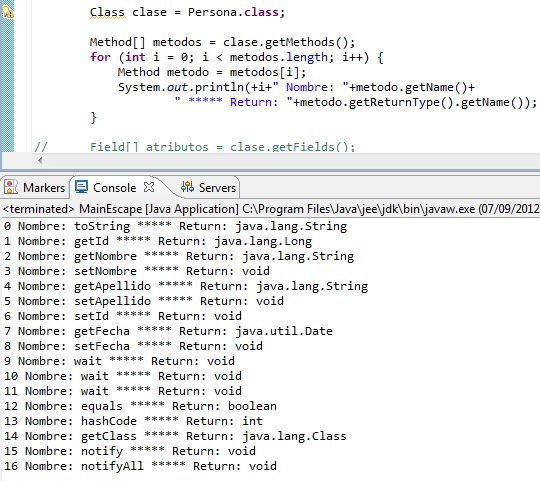 Class clase = Persona.class;
Method[] metodos = clase.getMethods();
for (int i = 0; i < metodos.length; i++) {
Method metodo = metodos[i];
System.out.println(+i+" Nombre: "+metodo.getName()+
" ***** Return: "+metodo.getReturnType().getName());
}
// Field[] atributos = clase.getFields();
Markers Console Servers
<terminated> MainEscape [Java Application] C:\Program Files\Java\jee\jdk\bin\javaw.exe (07/09/2012
0 Nombre: toString ***** Return: java.lang.String
1 Nombre: getId ***** Return: java.lang.Long
2 Nombre: getNombre ***** Return: java.lang.String
3 Nombre: setNombre ***** Return: void
4 Nombre: getApellido ***** Return: java.lang.String
5 Nombre: setApellido ***** Return: void
6 Nombre: setId ***** Return: void
7 Nombre: getFecha ***** Return: java.util.Date
8 Nombre: setFecha ***** Return: void
9 Nombre: wait ***** Return: void
10 Nombre: wait ***** Return: void
11 Nombre: wait ***** Return: void
12 Nombre: equals ***** Return: boolean
13 Nombre: hashCode ***** Return: int
14 Nombre: getClass ***** Return: java.lang.Class
15 Nombre: notify ***** Return: void
16 Nombre: notifyAll ***** Return: void